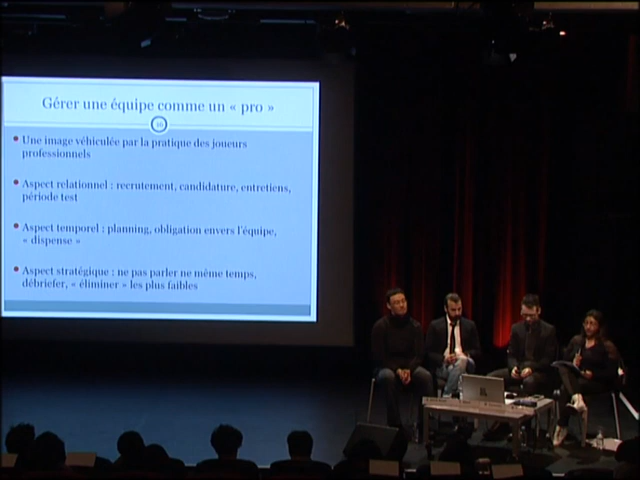 Gérer une équipe comme un « pro »
Une image véhiculée par la pratique des joueurs
professionnels
Aspect relationnel : recrutement, candidature, entretiens,
période test
Aspect temporel : planning, obligation envers l'équipe,
« dispense »
Aspect stratégique : ne pas parler ne même temps,
débriefer, « éliminer » les plus faibles